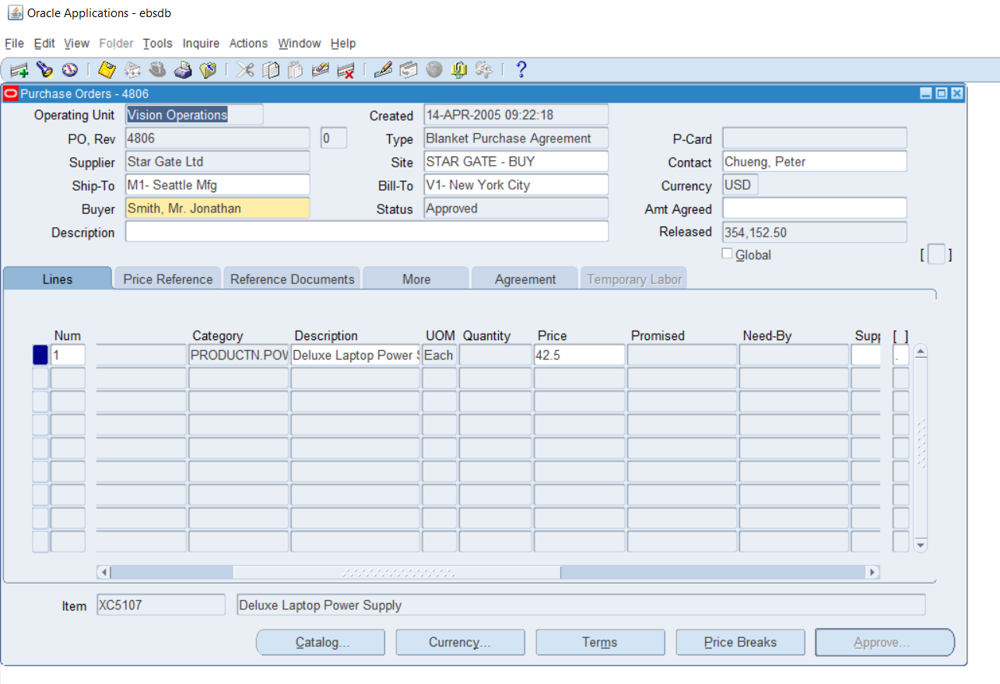 Oracle Applications - ebsdb
File Edit View Folder Tools Inquire Actions Window Help
Purchase Orders - 4806
Operating Unit Vision Operations Created 14-APR-2005 09:22:18
PO, Rev 4806 0 Type Blanket Purchase Agreement P-Card
Supplier Star Gate Ltd Site STAR GATE - BUY Contact Chueng, Peter
Ship-To M1- Seattle Mfg Bill-To V1- New York City Currency USD
Buyer Smith, Mr. Jonathan Status Approved Amt Agreed
Description Released 354,152.50
Global [ ]
Lines Price Reference Reference Documents More Agreement Temporary Labor
Num Category Description UOM Quantity Price Promised Need-By Supp [ ]
1 PRODUCTN.POW Deluxe Laptop Power S Each 42.5 .
Item XC5107 Deluxe Laptop Power Supply
Catalog... Currency... Terms Price Breaks Approve...